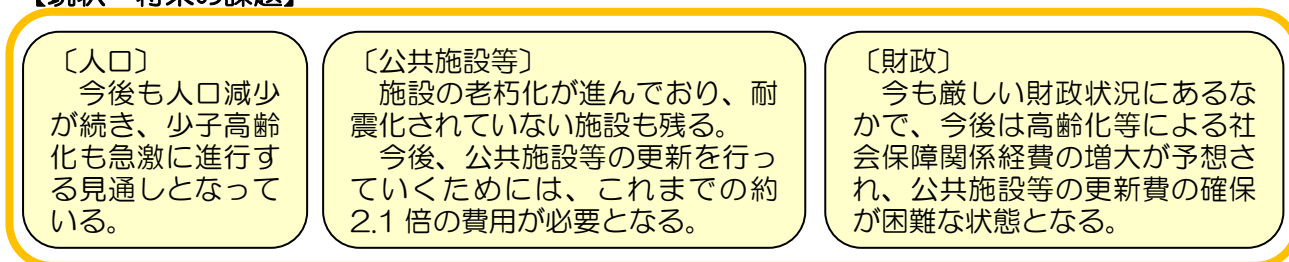 【現状・将来の課題】
〔人口〕
今後も人口減少
が続き、少子高齢
化も急激に進行す
る見通しとなって
いる。
〔公共施設等〕
施設の老朽化が進んでおり、耐
震化されていない施設も残る。
今後、公共施設等の更新を行っ
ていくためには、これまでの約
2.1 倍の費用が必要となる。
〔財政〕
今も厳しい財政状況にあるな
かで、今後は高齢化等による社
会保障関係経費の増大が予想さ
れ、公共施設等の更新費の確保
が困難な状態となる。